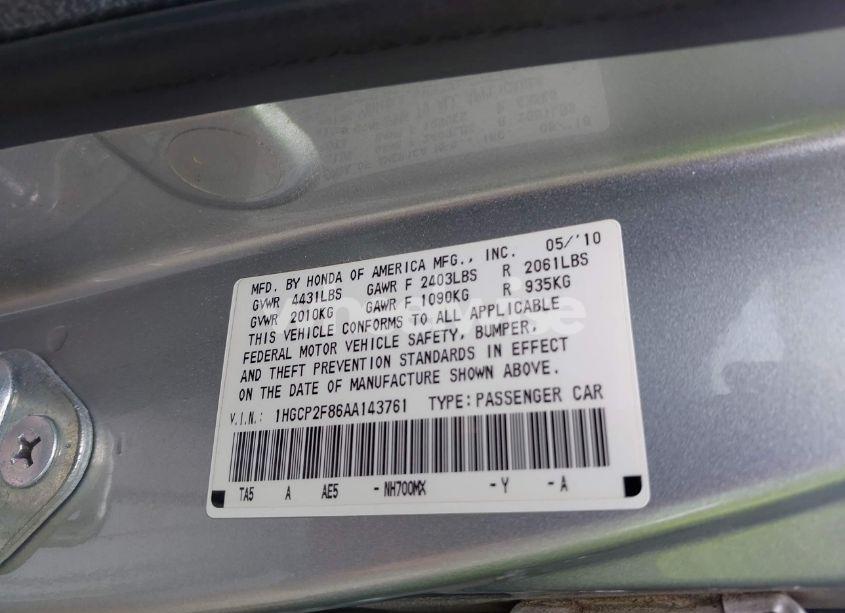 MFD. BY HONDA OF AMERICA MFG., INC. 05/'10
GVWR 4431LBS GAWR F 2403LBS R 2061LBS
GVWR 2010KG GAWR F 1090KG R 935KG
THIS VEHICLE CONFORMS TO ALL APPLICABLE
FEDERAL MOTOR VEHICLE SAFETY, BUMPER,
AND THEFT PREVENTION STANDARDS IN EFFECT
ON THE DATE OF MANUFACTURE SHOWN ABOVE.
V.I.N.: 1HGCP2F86AA143761 TYPE: PASSENGER CAR
TA5 A AE5 -NH700MX -Y -A